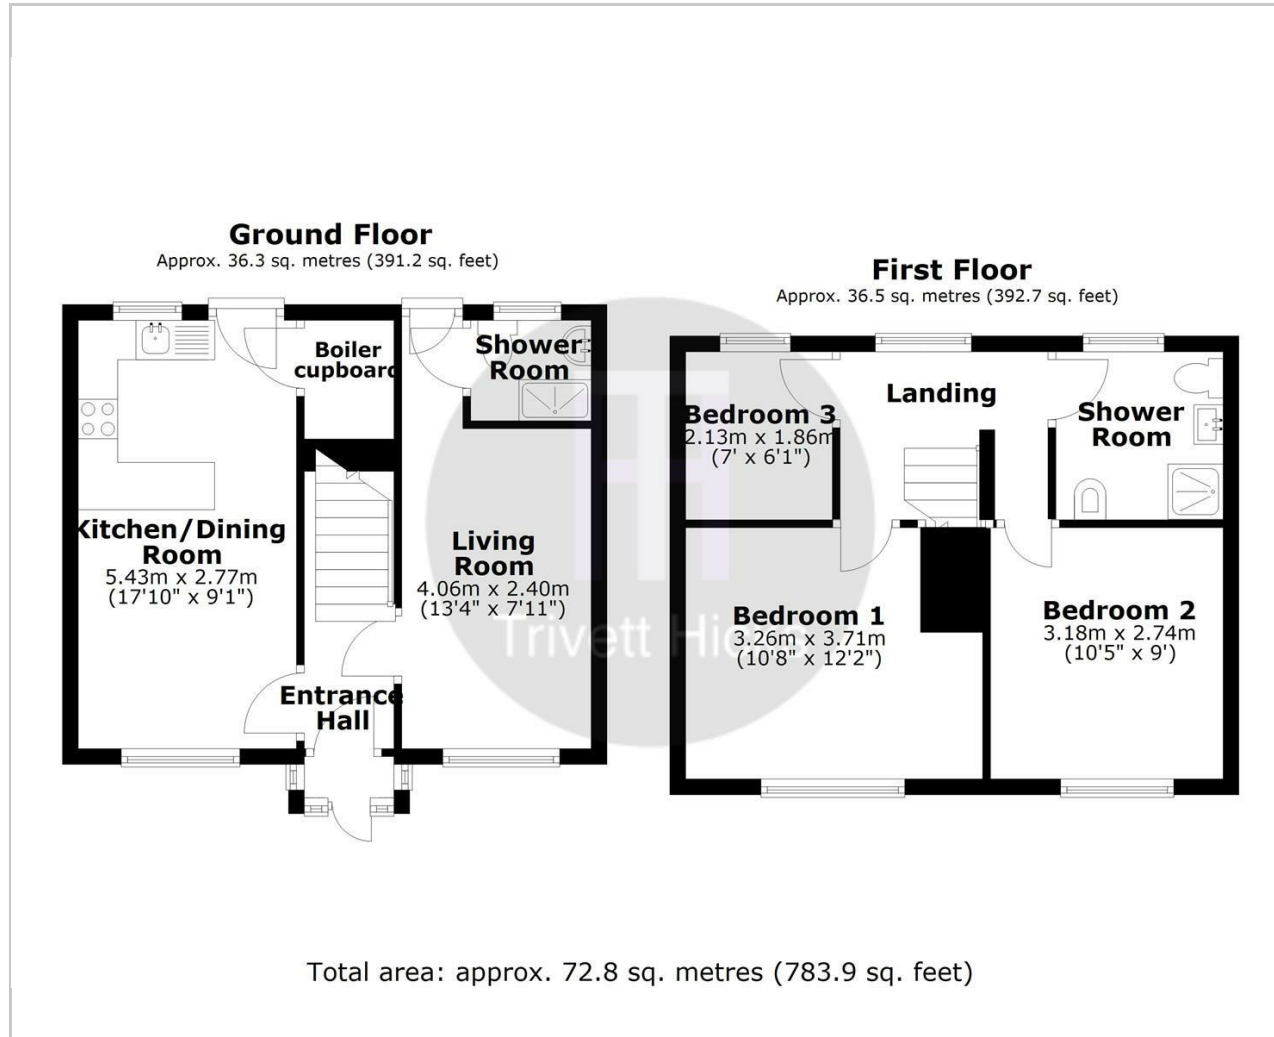 Ground Floor
Approx. 36.3 sq. metres (391.2 sq. feet)
Boiler
cupboard
Shower
Room
Kitchen/Dining
Room
5.43m x 2.77m
(17'10" x 9'1")
Living
Room
4.06m x 2.40m
(13'4" x 7'11")
Entrance
Hall
First Floor
Approx. 36.5 sq. metres (392.7 sq. feet)
Bedroom 3
2.13m x 1.86m
(7' x 6'1")
Landing
Shower
Room
Bedroom 1
3.26m x 3.71m
(10'8" x 12'2")
Bedroom 2
3.18m x 2.74m
(10'5" x 9')
Trivett Hicks
Total area: approx. 72.8 sq. metres (783.9 sq. feet)